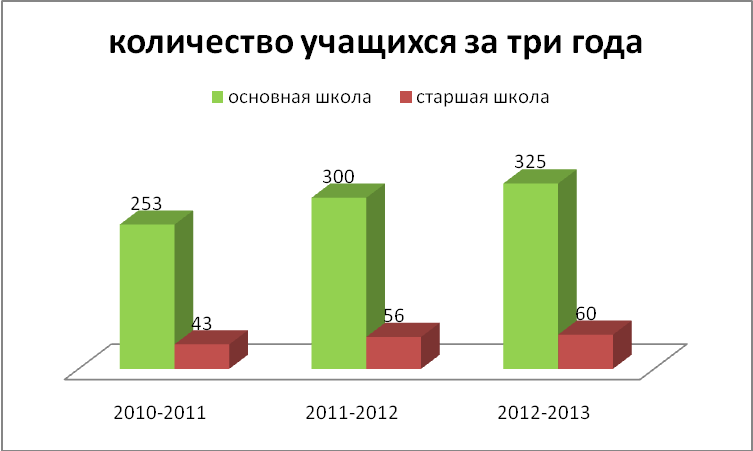 количество учащихся за три года
основная школа старшая школа
253 43 300 56 325 60
2010-2011 2011-2012 2012-2013